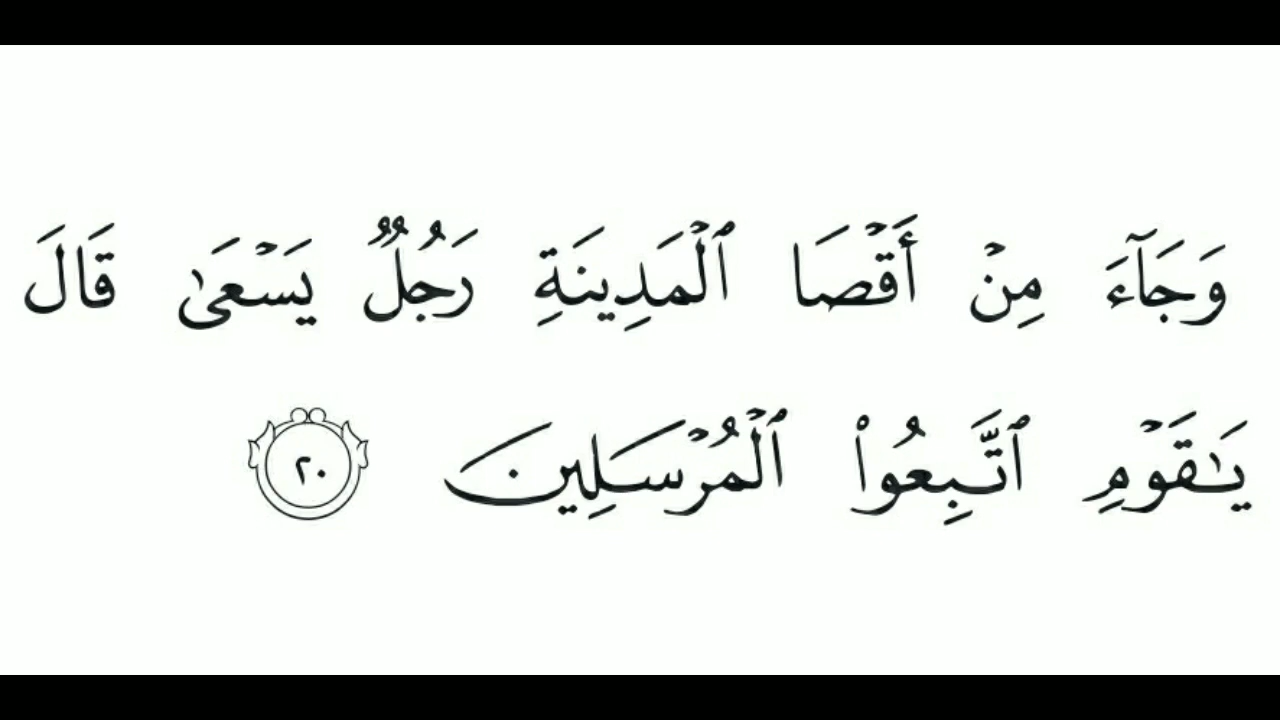 وَجَآءَ مِنۡ أَقۡصَا ٱلۡمَدِينَةِ رَجُلٌ يَسۡعَىٰ قَالَ
يَٰقَوۡمِ ٱتَّبِعُواْ ٱلۡمُرۡسَلِينَ ٢٠